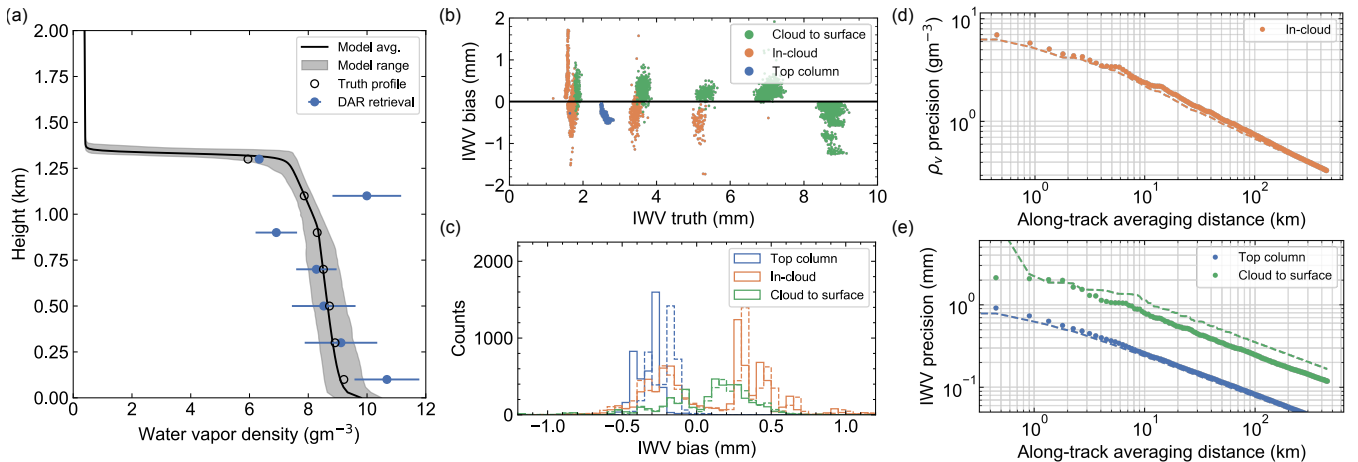 (a)
2.00
1.75
1.50
1.25
1.00
0.75
0.50
0.25
0.00
Height (km)
0 2 4 6 8 10 12
Water vapor density (gm⁻³)
Model avg.
Model range
Truth profile
DAR retrieval
(b)
2
1
0
−1
−2
IWV bias (mm)
0 2 4 6 8 10
IWV truth (mm)
Cloud to surface
In-cloud
Top column
(c)
2000
1000
0
Counts
−1.0 −0.5 0.0 0.5 1.0
IWV bias (mm)
Top column
In-cloud
Cloud to surface
(d)
10¹
10⁰
ρᵥ precision (gm⁻³)
10⁰ 10¹ 10²
Along-track averaging distance (km)
In-cloud
(e)
10⁰
10⁻¹
IWV precision (mm)
10⁰ 10¹ 10²
Along-track averaging distance (km)
Top column
Cloud to surface